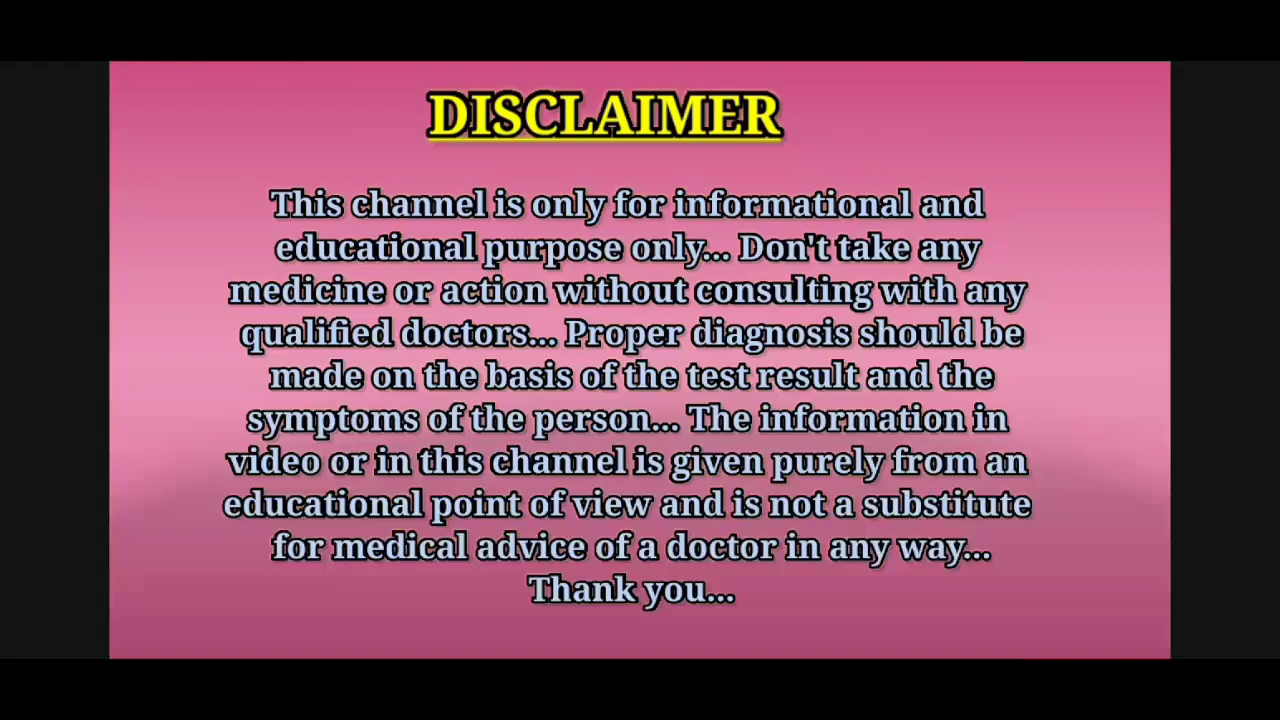 DISCLAIMER
This channel is only for informational and
educational purpose only... Don't take any
medicine or action without consulting with any
qualified doctors... Proper diagnosis should be
made on the basis of the test result and the
symptoms of the person... The information in
video or in this channel is given purely from an
educational point of view and is not a substitute
for medical advice of a doctor in any way...
Thank you...